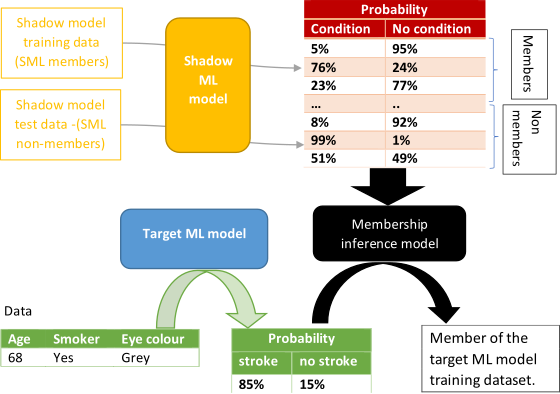 Shadow model
training data
(SML members)
Shadow model
test data -(SML
non-members)
Shadow
ML
model
Probability
Condition No condition
5% 95%
76% 24%
23% 77%
... ..
8% 92%
99% 1%
51% 49%
Members
Non
members
Target ML model
Membership
inference model
Data
Age Smoker Eye colour
68 Yes Grey
Probability
stroke no stroke
85% 15%
Member of the
target ML model
training dataset.